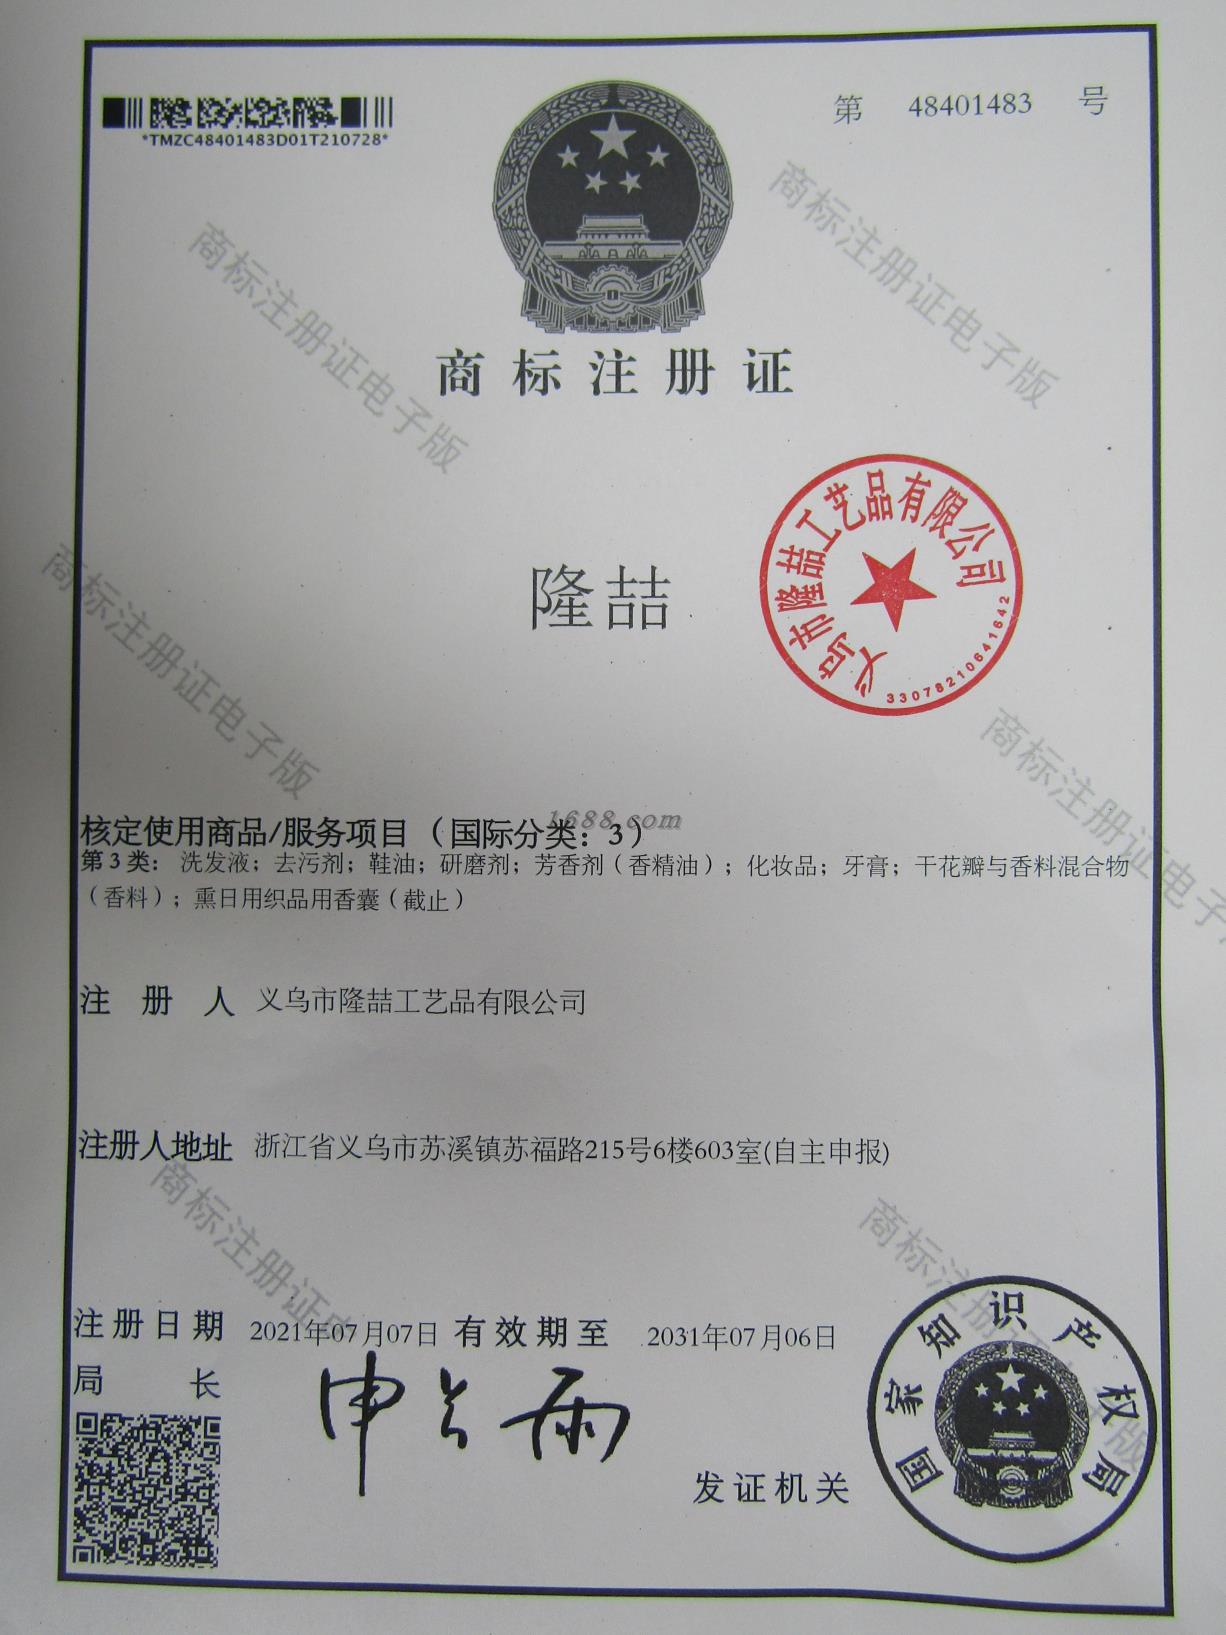 *TMZC48401483D01T210728*
第 48401483 号
商标注册证
隆喆
义乌市隆喆工艺品有限公司
33078210641642
1688.com
核定使用商品/服务项目（国际分类：3）
第3类：洗发液；去污剂；鞋油；研磨剂；芳香剂（香精油）；化妆品；牙膏；干花瓣与香料混合物
（香料）；熏日用织品用香囊（截止）
注册人 义乌市隆喆工艺品有限公司
注册人地址 浙江省义乌市苏溪镇苏福路215号6楼603室(自主申报)
注册日期 2021年07月07日 有效期至 2031年07月06日
局长 申长雨
发证机关
国家知识产权局
商标注册证电子版
商标注册证电子版
商标注册证电子版
商标注册证电子版
商标注册证电
商标注册证电子版